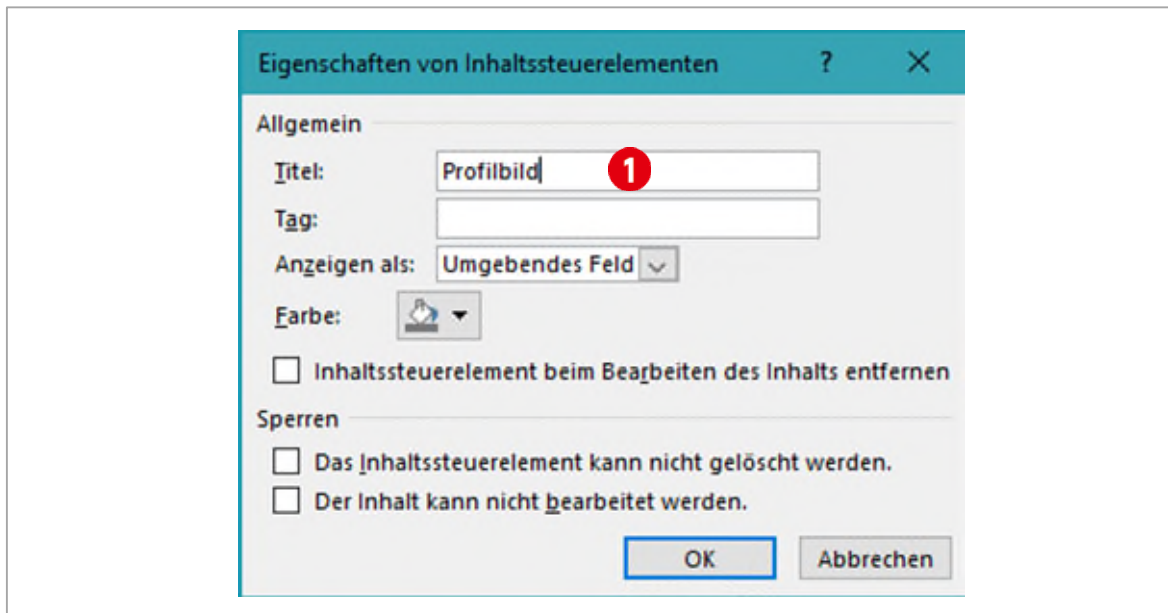 Eigenschaften von Inhaltssteuerelementen ? ×
Allgemein
Titel: Profilbild 1
Tag:
Anzeigen als: Umgebendes Feld
Farbe:
Inhaltssteuerelement beim Bearbeiten des Inhalts entfernen
Sperren
Das Inhaltssteuerelement kann nicht gelöscht werden.
Der Inhalt kann nicht bearbeitet werden.
OK Abbrechen